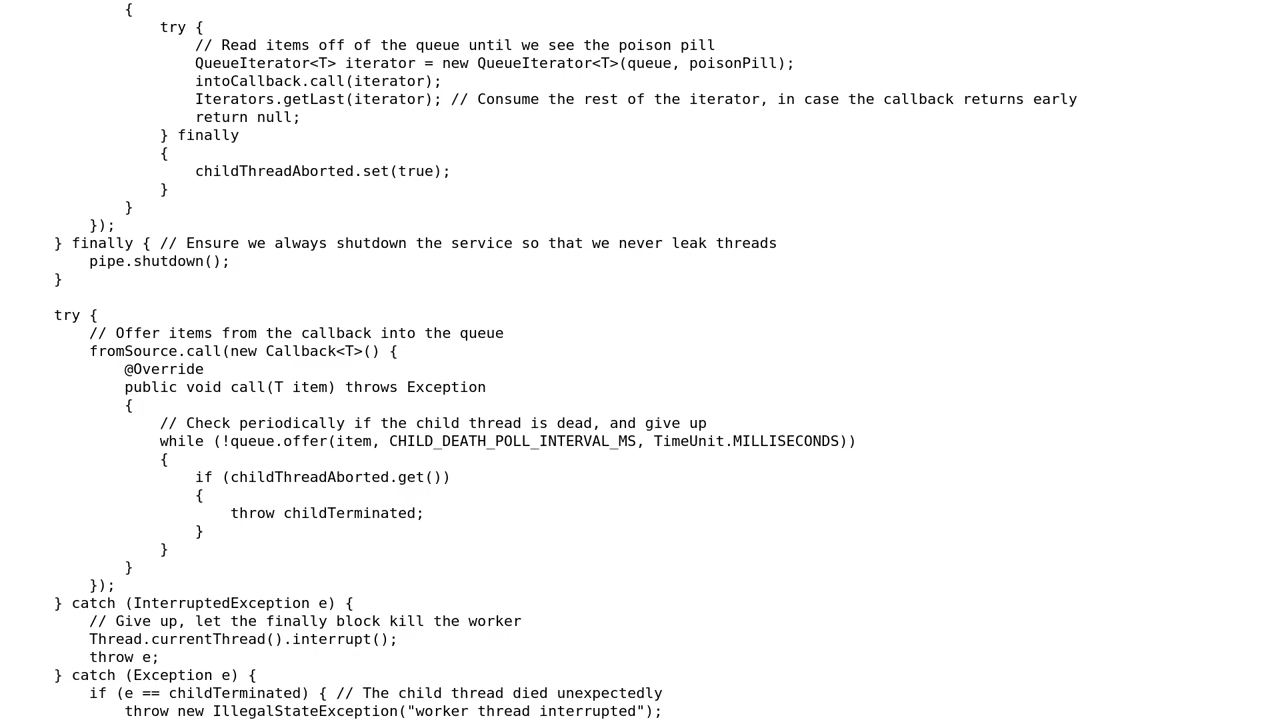 {
try {
// Read items off of the queue until we see the poison pill
QueueIterator<T> iterator = new QueueIterator<T>(queue, poisonPill);
intoCallback.call(iterator);
Iterators.getLast(iterator); // Consume the rest of the iterator, in case the callback returns early
return null;
} finally
{
childThreadAborted.set(true);
}
}
});
} finally { // Ensure we always shutdown the service so that we never leak threads
pipe.shutdown();
}
try {
// Offer items from the callback into the queue
fromSource.call(new Callback<T>() {
@Override
public void call(T item) throws Exception
{
// Check periodically if the child thread is dead, and give up
while (!queue.offer(item, CHILD_DEATH_POLL_INTERVAL_MS, TimeUnit.MILLISECONDS))
{
if (childThreadAborted.get())
{
throw childTerminated;
}
}
}
});
} catch (InterruptedException e) {
// Give up, let the finally block kill the worker
Thread.currentThread().interrupt();
throw e;
} catch (Exception e) {
if (e == childTerminated) { // The child thread died unexpectedly
throw new IllegalStateException("worker thread interrupted");